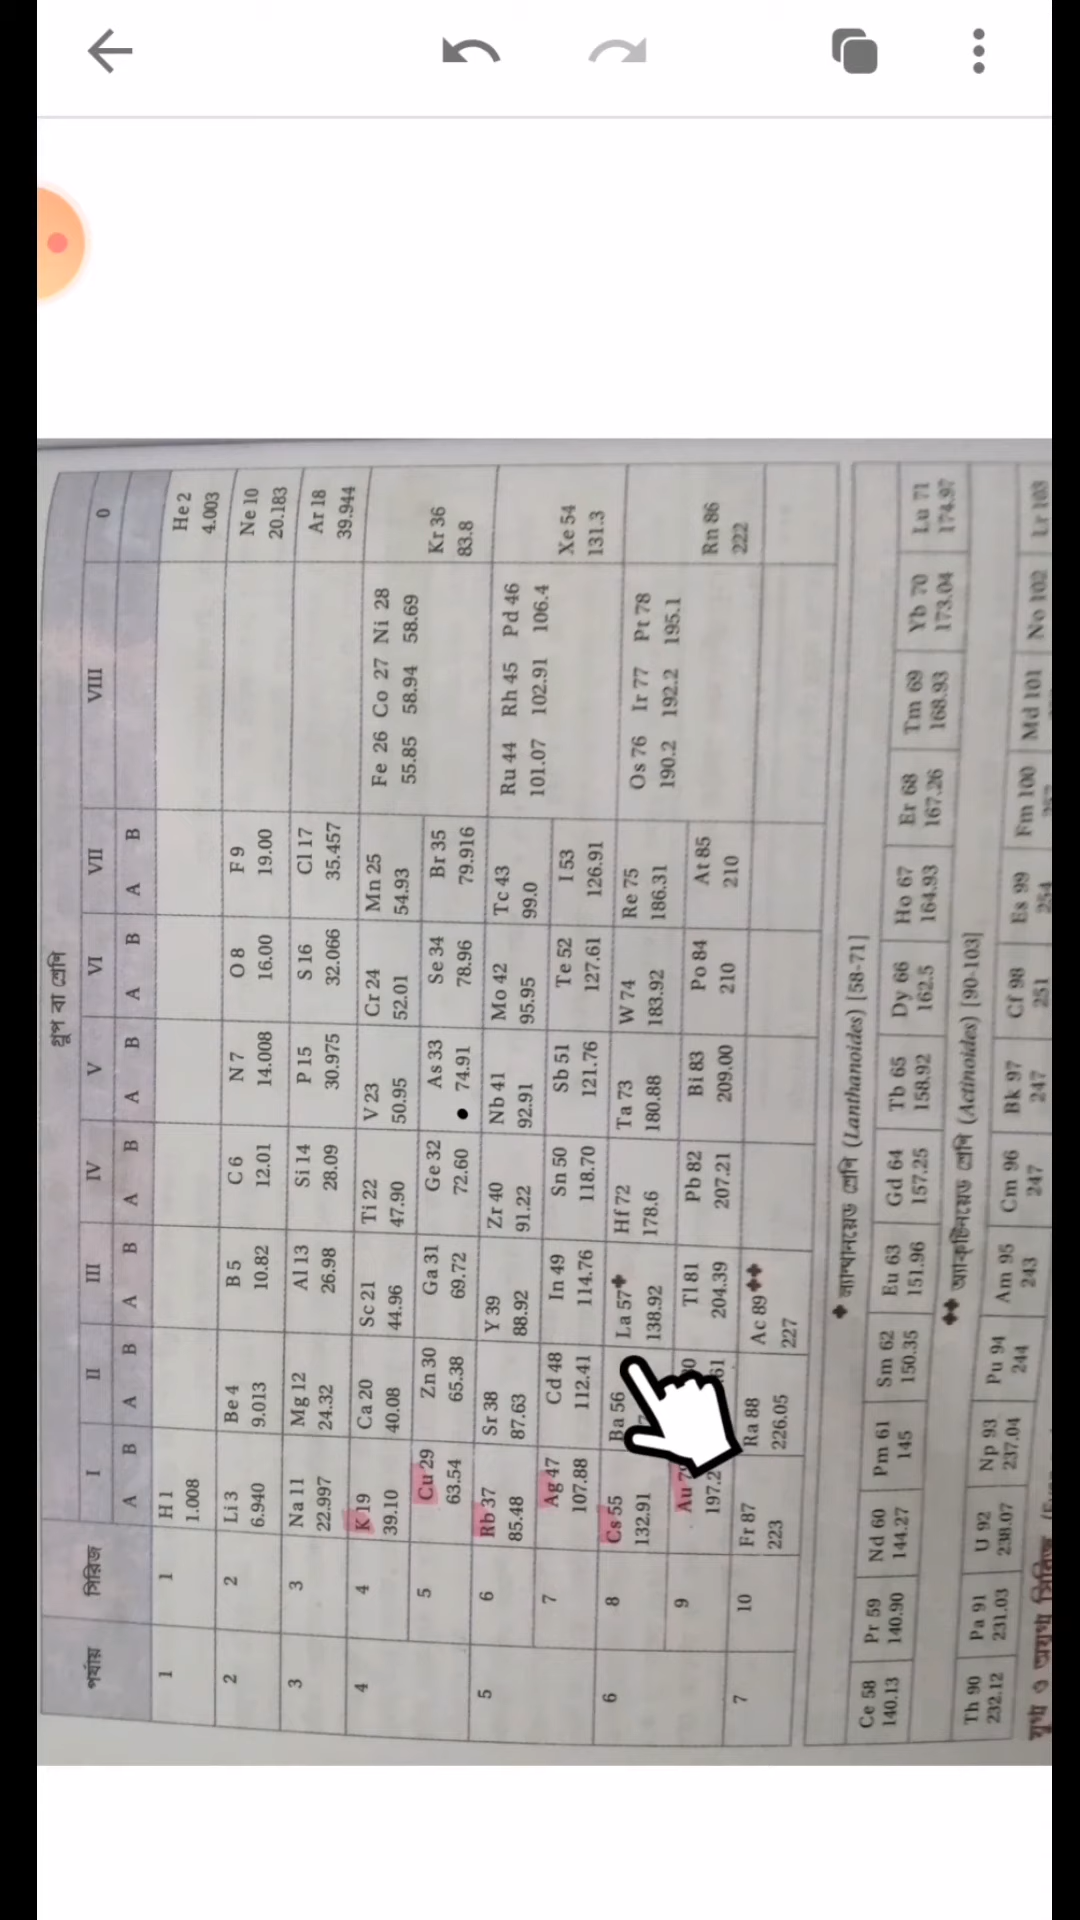 গ্রুপ বা শ্রেণি
পর্যায় সিরিজ I II III IV V VI VII VIII 0
A B A B A B A B A B A B A B
1 1 H 1 He 2
1.008 4.003
2 2 Li 3 Be 4 B 5 C 6 N 7 O 8 F 9 Ne 10
6.940 9.013 10.82 12.01 14.008 16.00 19.00 20.183
3 3 Na 11 Mg 12 Al 13 Si 14 P 15 S 16 Cl 17 Ar 18
22.997 24.32 26.98 28.09 30.975 32.066 35.457 39.944
4 4 K 19 Ca 20 Sc 21 Ti 22 V 23 Cr 24 Mn 25 Fe 26 Co 27 Ni 28
39.10 40.08 44.96 47.90 50.95 52.01 54.93 55.85 58.94 58.69
5 Cu 29 Zn 30 Ga 31 Ge 32 As 33 Se 34 Br 35 Kr 36
63.54 65.38 69.72 72.60 74.91 78.96 79.916 83.8
5 6 Rb 37 Sr 38 Y 39 Zr 40 Nb 41 Mo 42 Tc 43 Ru 44 Rh 45 Pd 46
85.48 87.63 88.92 91.22 92.91 95.95 99.0 101.07 102.91 106.4
7 Ag 47 Cd 48 In 49 Sn 50 Sb 51 Te 52 I 53 Xe 54
107.88 112.41 114.76 118.70 121.76 127.61 126.91 131.3
6 8 Cs 55 Ba 56 La 57✦ Hf 72 Ta 73 W 74 Re 75 Os 76 Ir 77 Pt 78
132.91 138.92 178.6 180.88 183.92 186.31 190.2 192.2 195.1
9 Au Tl 81 Pb 82 Bi 83 Po 84 At 85 Rn 86
197.2 204.39 207.21 209.00 210 210 222
7 10 Fr 87 Ra 88 Ac 89✦✦
223 226.05 227
✦ ল্যান্থানয়েড শ্রেণি (Lanthanoides) [58-71]
Ce 58 Pr 59 Nd 60 Pm 61 Sm 62 Eu 63 Gd 64 Tb 65 Dy 66 Ho 67 Er 68 Tm 69 Yb 70 Lu 71
140.13 140.90 144.27 145 150.35 151.96 157.25 158.92 162.5 164.93 167.26 168.93 173.04 174.97
✦✦ অ্যাক্টিনয়েড শ্রেণি (Actinoides) [90-103]
Th 90 Pa 91 U 92 Np 93 Pu 94 Am 95 Cm 96 Bk 97 Cf 98 Es 99 Fm 100 Md 101 No 102 Lr 103
232.12 231.03 238.07 237.04 244 243 247 247 251 254
যুগ্ম ও অযুগ্ম সিরিজ